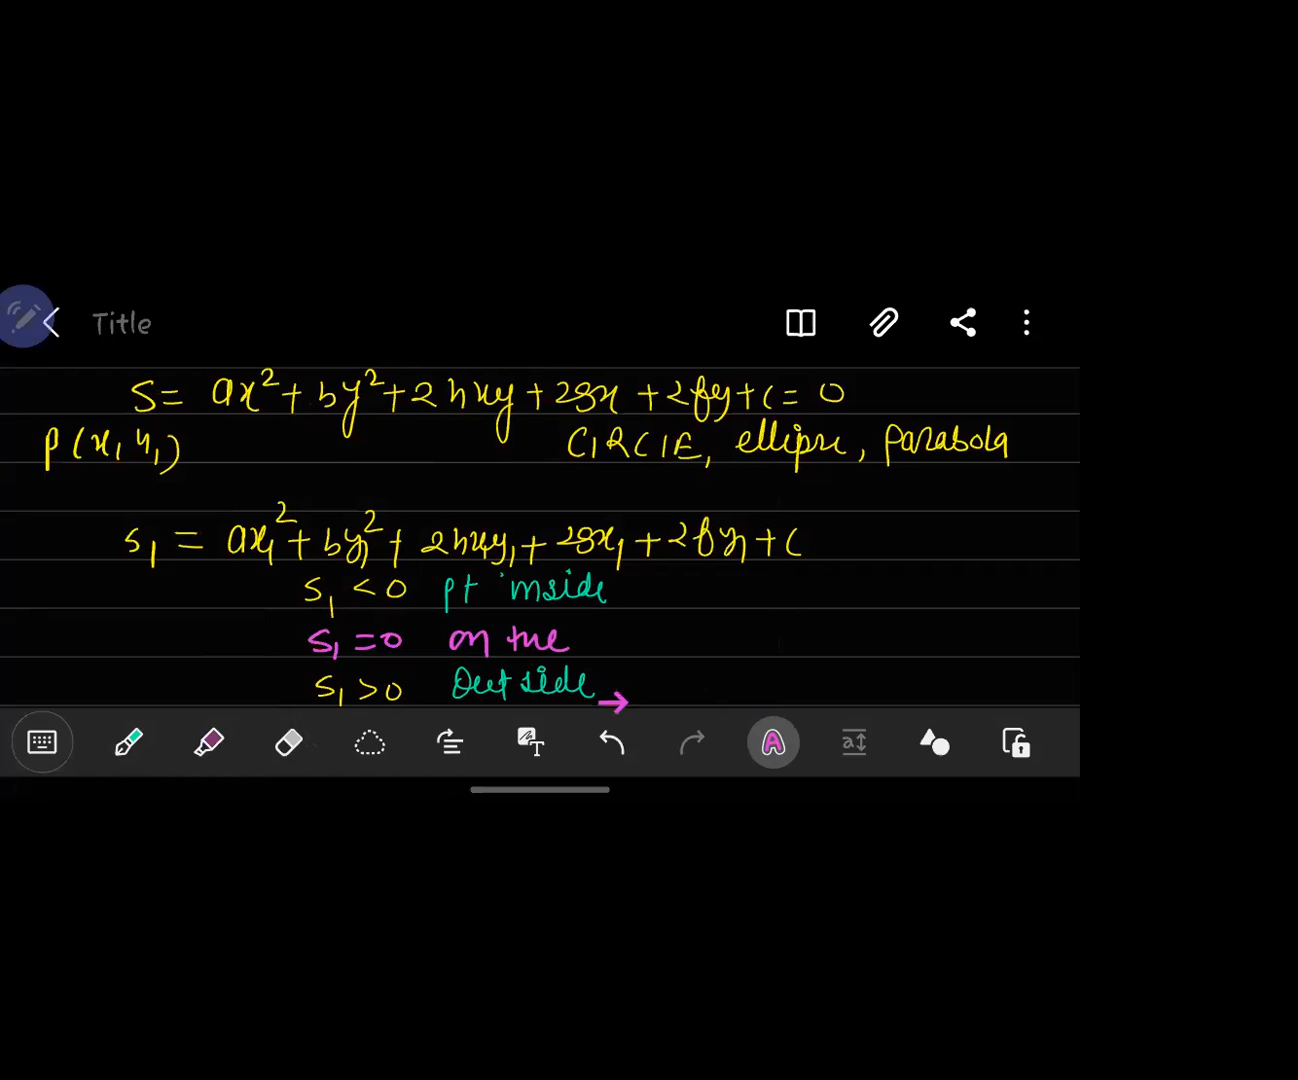 Title
S = ax² + by² + 2hxy + 2gx + 2fy + c = 0
P(x₁ y₁) CIRCLE, ellipse, parabola
S₁ = ax₁² + by₁² + 2hx₁y₁ + 2gx₁ + 2fy₁ + c
S₁ < 0 pt inside
S₁ = 0 on the
S₁ > 0 Outside →